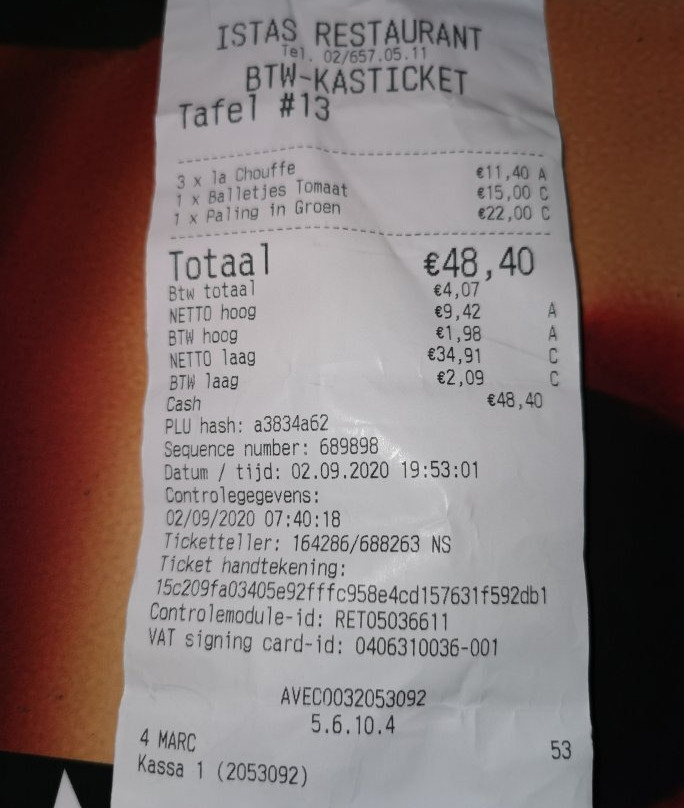 ISTAS RESTAURANT
Tel. 02/657.05.11
BTW-KASTICKET
Tafel #13
3 x la Chouffe €11,40 A
1 x Balletjes Tomaat €15,00 C
1 x Paling in Groen €22,00 C
Totaal €48,40
Btw totaal €4,07
NETTO hoog €9,42 A
BTW hoog €1,98 A
NETTO laag €34,91 C
BTW laag €2,09 C
Cash €48,40
PLU hash: a3834a62
Sequence number: 689898
Datum / tijd: 02.09.2020 19:53:01
Controlegegevens:
02/09/2020 07:40:18
Ticketteller: 164286/688263 NS
Ticket handtekening:
15c209fa03405e92fffc958e4cd157631f592db1
Controlemodule-id: RET05036611
VAT signing card-id: 0406310036-001
AVEC0032053092
5.6.10.4
4 MARC 53
Kassa 1 (2053092)